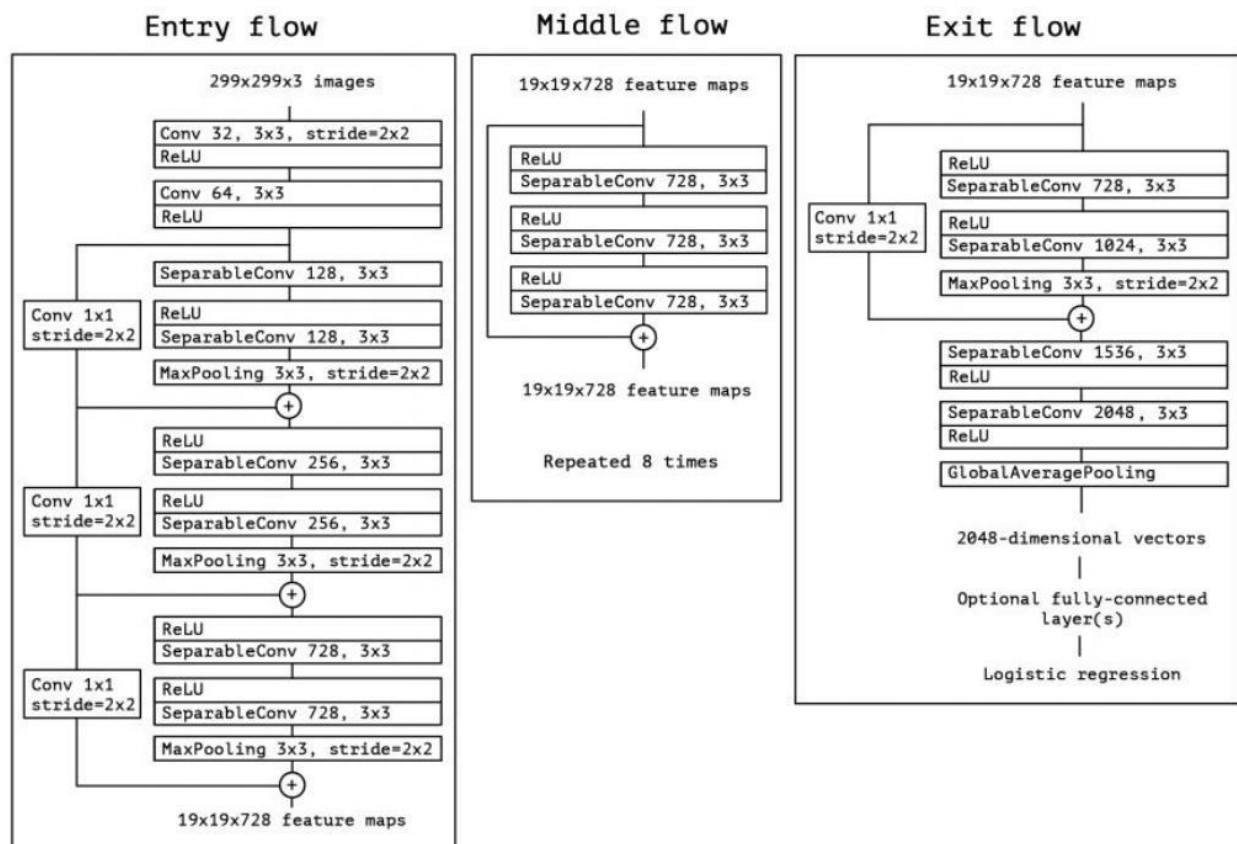 Entry flow
299x299x3 images
Conv 32, 3x3, stride=2x2
ReLU
Conv 64, 3x3
ReLU
SeparableConv 128, 3x3
Conv 1x1
stride=2x2
ReLU
SeparableConv 128, 3x3
MaxPooling 3x3, stride=2x2
+
ReLU
SeparableConv 256, 3x3
Conv 1x1
stride=2x2
ReLU
SeparableConv 256, 3x3
MaxPooling 3x3, stride=2x2
+
ReLU
SeparableConv 728, 3x3
Conv 1x1
stride=2x2
ReLU
SeparableConv 728, 3x3
MaxPooling 3x3, stride=2x2
+
19x19x728 feature maps
Middle flow
19x19x728 feature maps
ReLU
SeparableConv 728, 3x3
ReLU
SeparableConv 728, 3x3
ReLU
SeparableConv 728, 3x3
+
19x19x728 feature maps
Repeated 8 times
Exit flow
19x19x728 feature maps
ReLU
SeparableConv 728, 3x3
Conv 1x1
stride=2x2
ReLU
SeparableConv 1024, 3x3
MaxPooling 3x3, stride=2x2
+
SeparableConv 1536, 3x3
ReLU
SeparableConv 2048, 3x3
ReLU
GlobalAveragePooling
2048-dimensional vectors
Optional fully-connected
layer(s)
Logistic regression